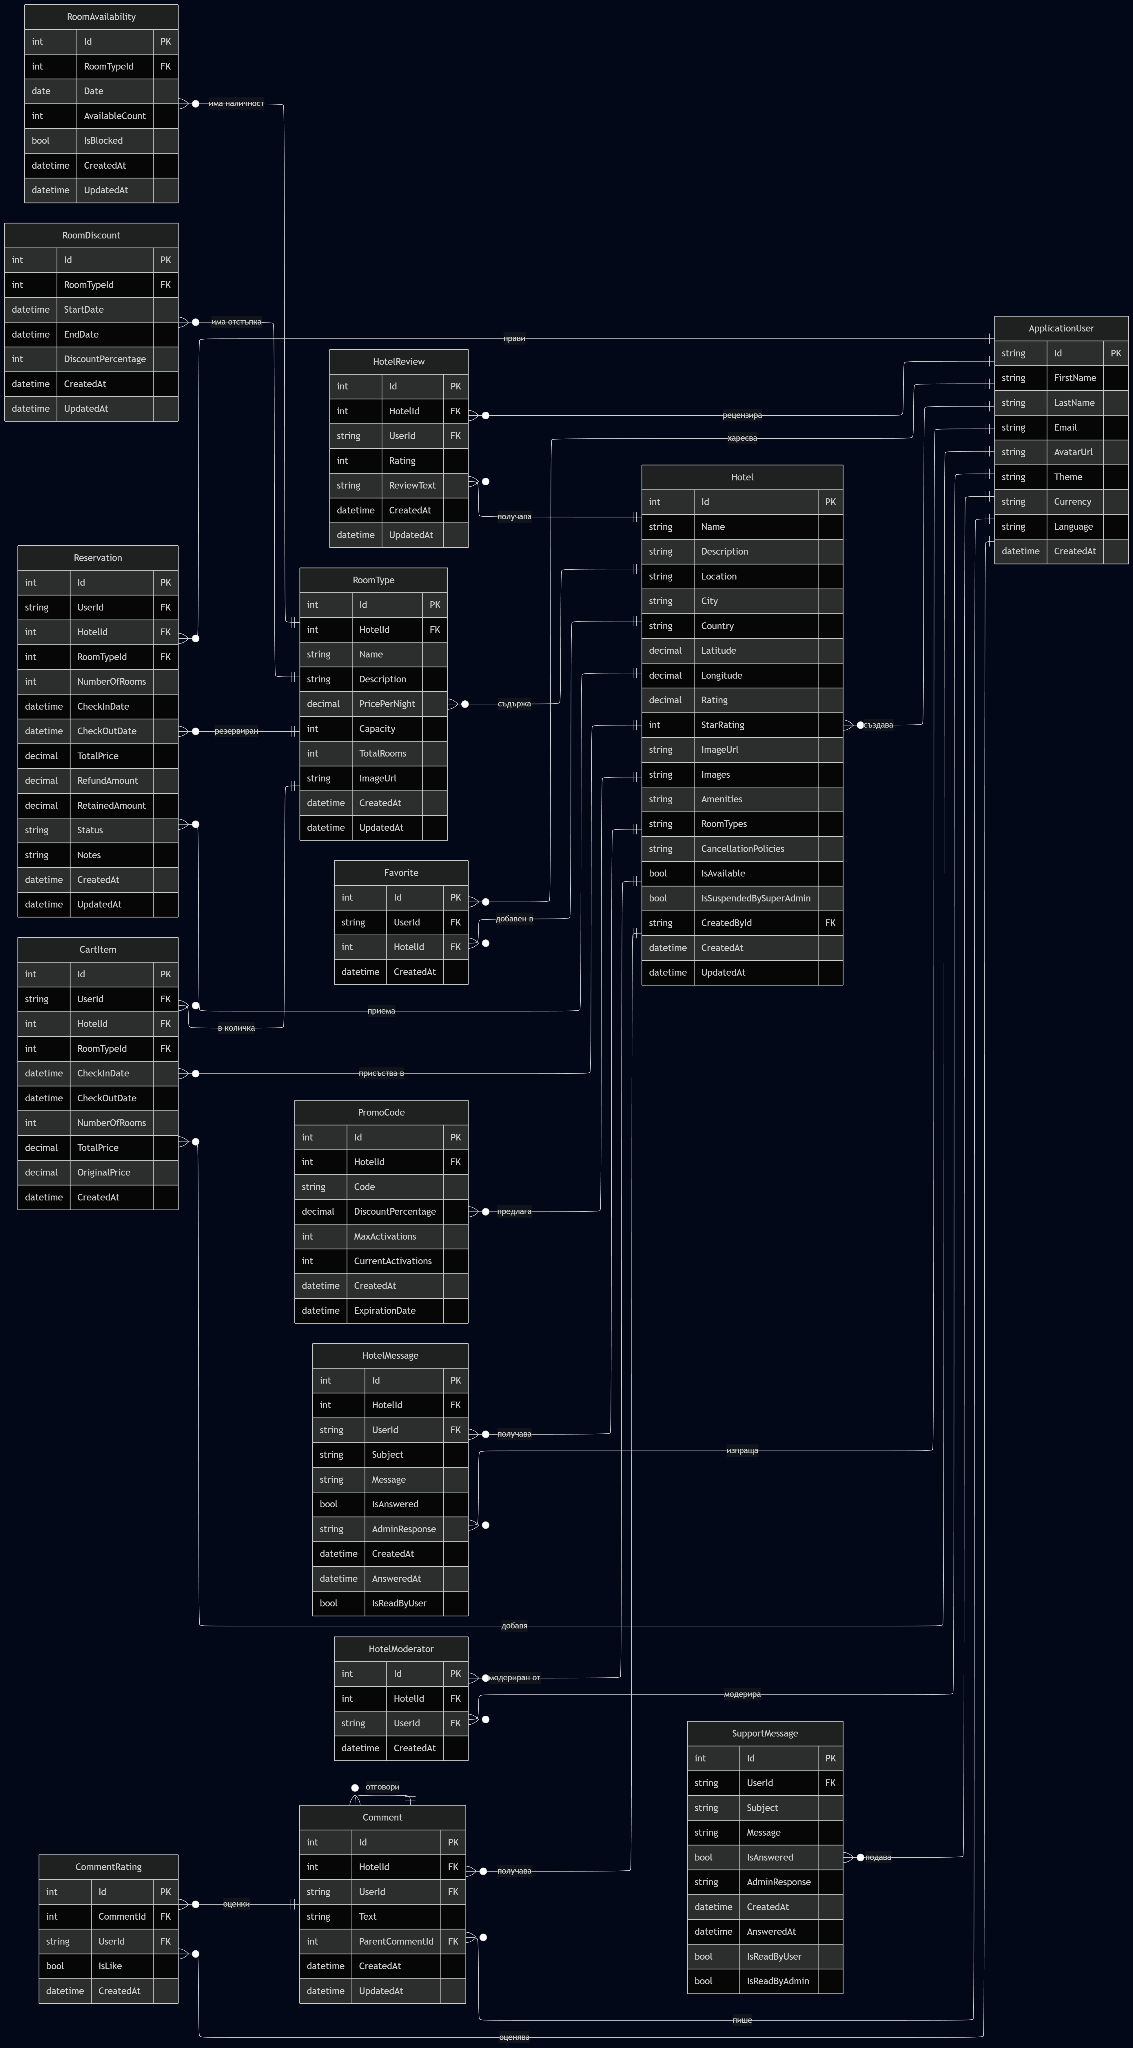 RoomAvailability
int Id PK
int RoomTypeId FK
date Date
int AvailableCount
bool IsBlocked
datetime CreatedAt
datetime UpdatedAt
има наличност
RoomDiscount
int Id PK
int RoomTypeId FK
datetime StartDate
datetime EndDate
int DiscountPercentage
datetime CreatedAt
datetime UpdatedAt
има отстъпка
прави
ApplicationUser
string Id PK
string FirstName
string LastName
string Email
string AvatarUrl
string Theme
string Currency
string Language
datetime CreatedAt
HotelReview
int Id PK
int HotelId FK
string UserId FK
int Rating
string ReviewText
datetime CreatedAt
datetime UpdatedAt
рецензира
харесва
получава
Hotel
int Id PK
string Name
string Description
string Location
string City
string Country
decimal Latitude
decimal Longitude
decimal Rating
int StarRating
string ImageUrl
string Images
string Amenities
string RoomTypes
string CancellationPolicies
bool IsAvailable
bool IsSuspendedBySuperAdmin
string CreatedById FK
datetime CreatedAt
datetime UpdatedAt
създава
Reservation
int Id PK
string UserId FK
int HotelId FK
int RoomTypeId FK
int NumberOfRooms
datetime CheckInDate
datetime CheckOutDate
decimal TotalPrice
decimal RefundAmount
decimal RetainedAmount
string Status
string Notes
datetime CreatedAt
datetime UpdatedAt
резервиран
RoomType
int Id PK
int HotelId FK
string Name
string Description
decimal PricePerNight
int Capacity
int TotalRooms
string ImageUrl
datetime CreatedAt
datetime UpdatedAt
съдържа
Favorite
int Id PK
string UserId FK
int HotelId FK
datetime CreatedAt
добавен в
CartItem
int Id PK
string UserId FK
int HotelId FK
int RoomTypeId FK
datetime CheckInDate
datetime CheckOutDate
int NumberOfRooms
decimal TotalPrice
decimal OriginalPrice
datetime CreatedAt
приема
в количка
присъства в
PromoCode
int Id PK
int HotelId FK
string Code
decimal DiscountPercentage
int MaxActivations
int CurrentActivations
datetime CreatedAt
datetime ExpirationDate
предлага
HotelMessage
int Id PK
int HotelId FK
string UserId FK
string Subject
string Message
bool IsAnswered
string AdminResponse
datetime CreatedAt
datetime AnsweredAt
bool IsReadByUser
получава
изпраща
добавя
HotelModerator
int Id PK
int HotelId FK
string UserId FK
datetime CreatedAt
модериран от
модерира
SupportMessage
int Id PK
string UserId FK
string Subject
string Message
bool IsAnswered
string AdminResponse
datetime CreatedAt
datetime AnsweredAt
bool IsReadByUser
bool IsReadByAdmin
подава
отговори
Comment
int Id PK
int HotelId FK
string UserId FK
string Text
int ParentCommentId FK
datetime CreatedAt
datetime UpdatedAt
получава
CommentRating
int Id PK
int CommentId FK
string UserId FK
bool IsLike
datetime CreatedAt
оценки
пише
оценява